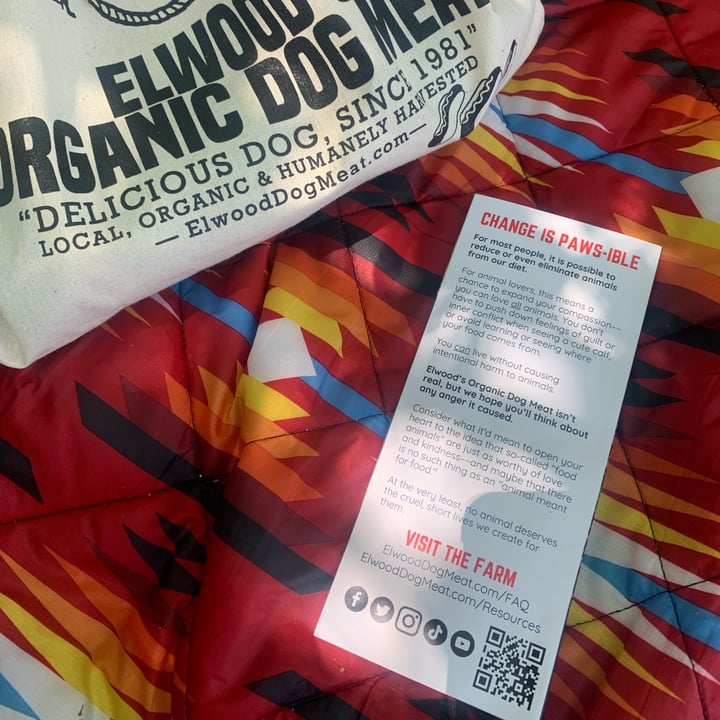 ELWOOD'S
ORGANIC DOG MEAT
"DELICIOUS DOG, SINCE 1981"
LOCAL, ORGANIC & HUMANELY HARVESTED
— ElwoodDogMeat.com —
CHANGE IS PAWS-IBLE
For most people, it is possible to
reduce or even eliminate animals
from our diet.
For animal lovers, this means a
chance to expand your compassion--
you can love all animals. You don't
have to push down feelings of guilt or
inner conflict when seeing a cute calf,
or avoid learning or seeing where
your food comes from.
You can live without causing
intentional harm to animals.
Elwood's Organic Dog Meat isn't
real, but we hope you'll think about
any anger it caused.
Consider what it'd mean to open your
heart to the idea that so-called "food
animals" are just as worthy of love
and kindness--and maybe that there
is no such thing as an "animal meant
for food."
At the very least, no animal deserves
the cruel, short lives we create for
them.
VISIT THE FARM
ElwoodDogMeat.com/FAQ
ElwoodDogMeat.com/Resources